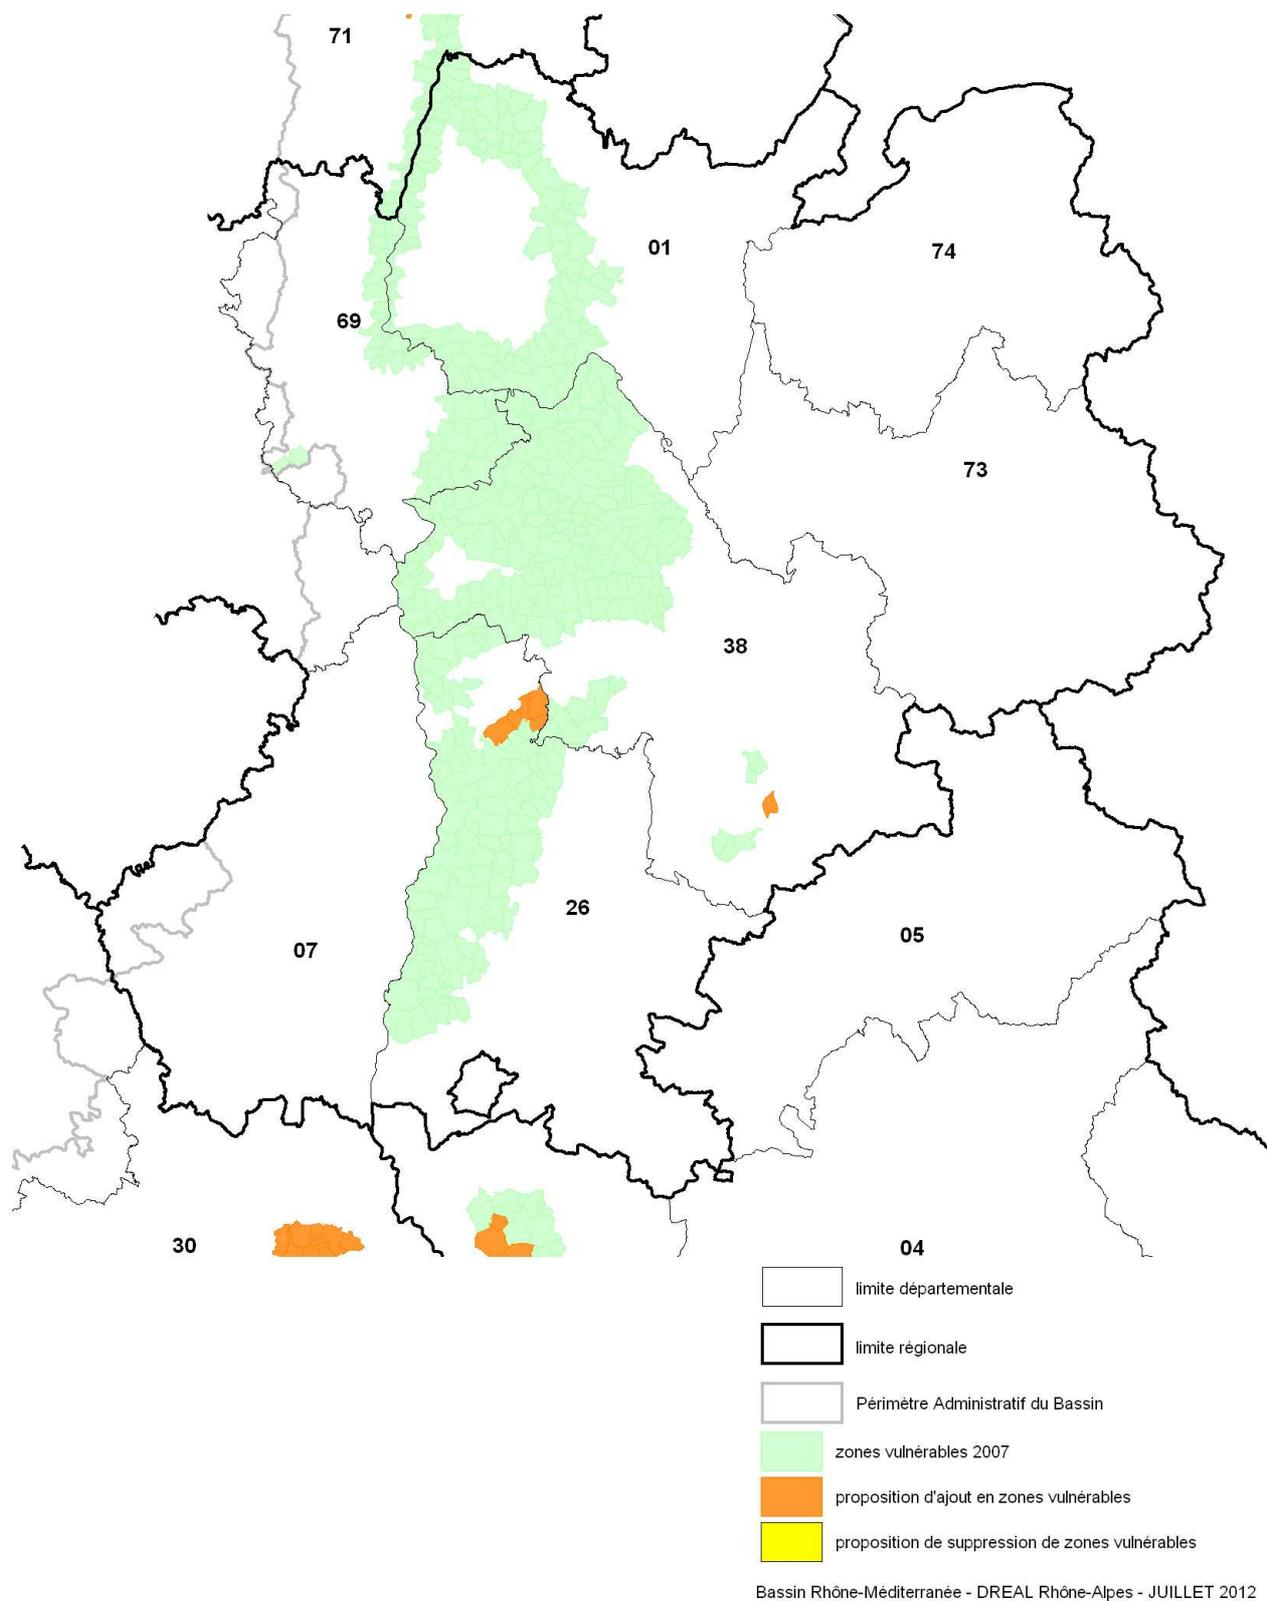 71
01
74
69
73
38
26
07
05
30
04
limite départementale
limite régionale
Périmètre Administratif du Bassin
zones vulnérables 2007
proposition d'ajout en zones vulnérables
proposition de suppression de zones vulnérables
Bassin Rhône-Méditerranée - DREAL Rhône-Alpes - JUILLET 2012